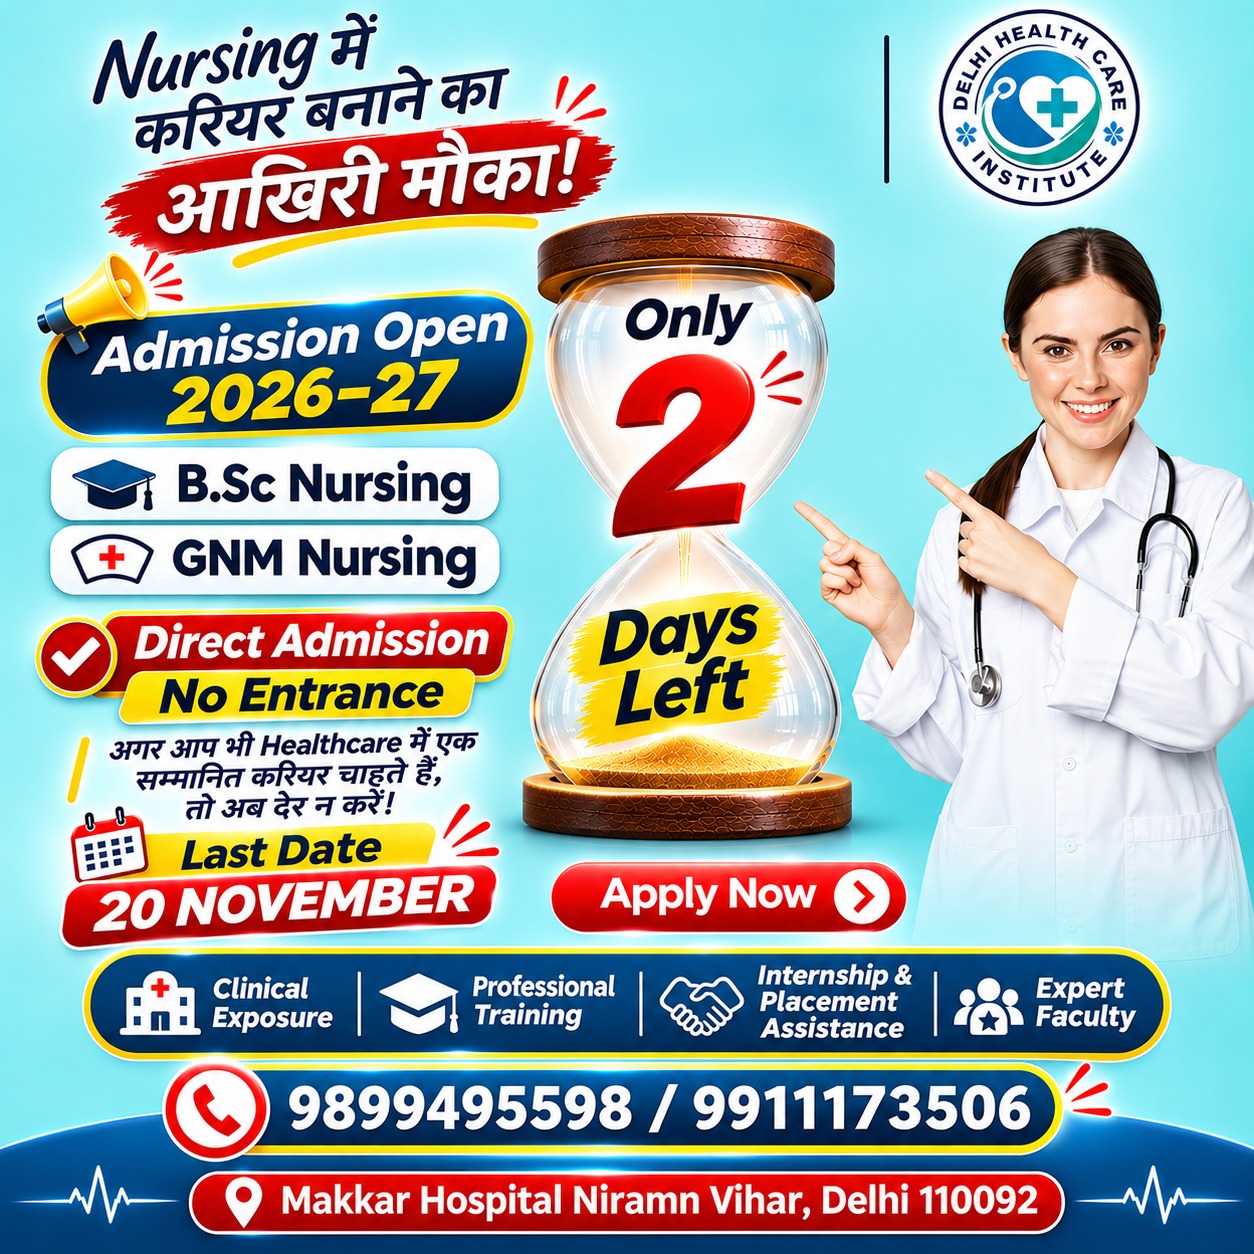 Nursing में
करियर बनाने का
आखिरी मौका!
DELHI HEALTH CARE
INSTITUTE
Admission Open
2026-27
B.Sc Nursing
GNM Nursing
Direct Admission
No Entrance
अगर आप भी Healthcare में एक
सम्मानित करियर चाहते हैं,
तो अब देर न करें!
Last Date
20 NOVEMBER
Only
2
Days
Left
Apply Now
Clinical
Exposure
Professional
Training
Internship &
Placement
Assistance
Expert
Faculty
9899495598 / 9911173506
Makkar Hospital Niramn Vihar, Delhi 110092